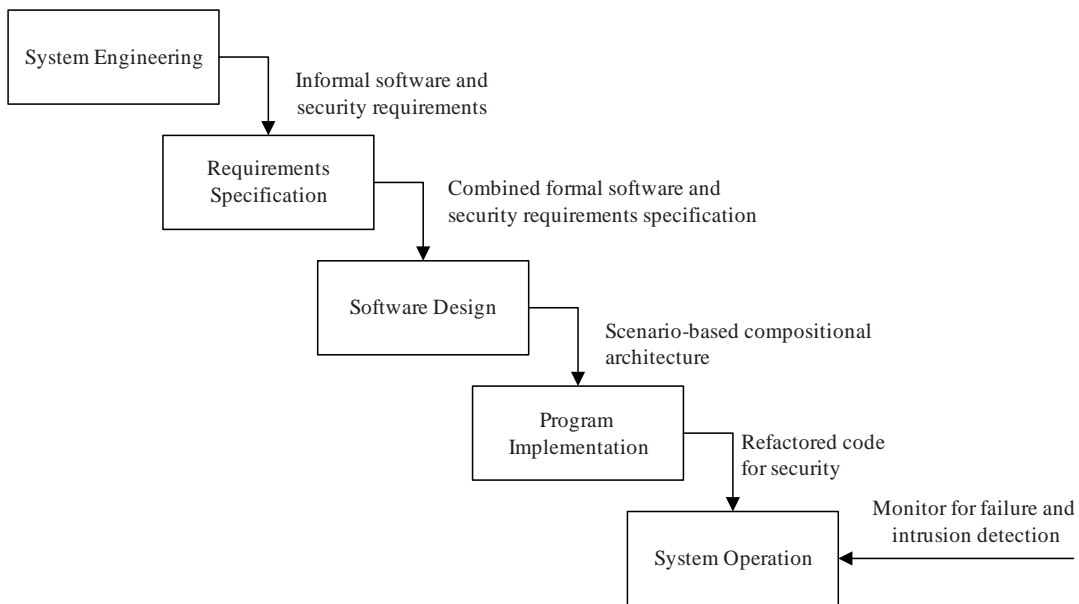 System Engineering
Informal software and
security requirements
Requirements
Specification
Combined formal software and
security requirements specification
Software Design
Scenario-based compositional
architecture
Program
Implementation
Refactored code
for security
Monitor for failure and
intrusion detection
System Operation